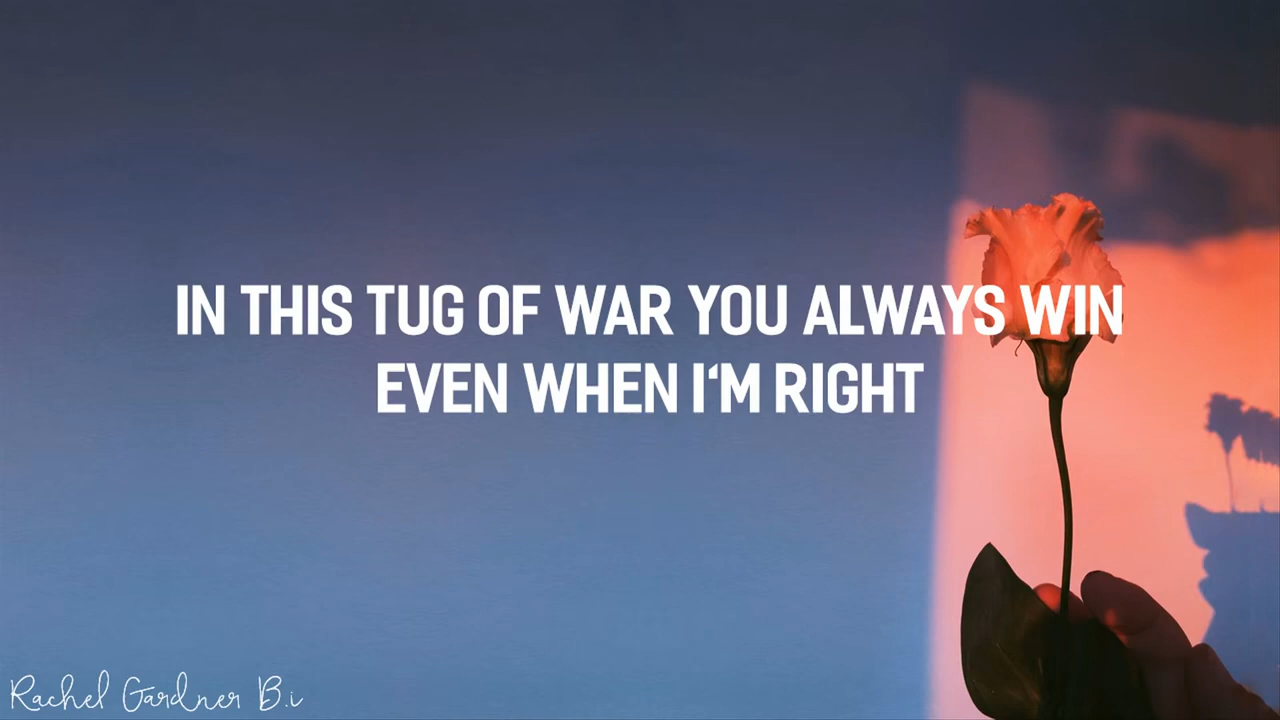 IN THIS TUG OF WAR YOU ALWAYS WIN
EVEN WHEN I‘M RIGHT
Rachel Gardner B.i